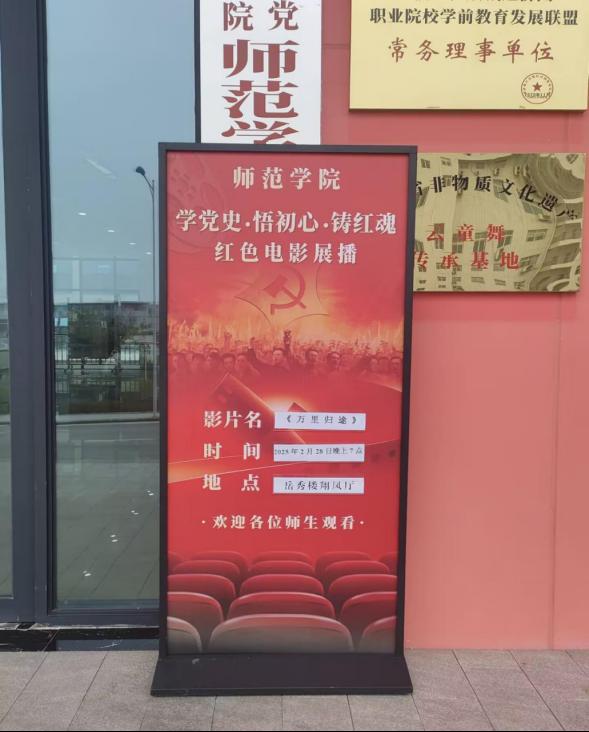 院
党
师范学
职业院校学前教育发展联盟
常务理事单位
非物质文化遗
云童舞
传承基地
师范学院
学党史·悟初心·铸红魂
红色电影展播
影片名 《万里归途》
时 间 2025年2月28日晚上7点
地 点 岳秀楼翔凤厅
·欢迎各位师生观看·